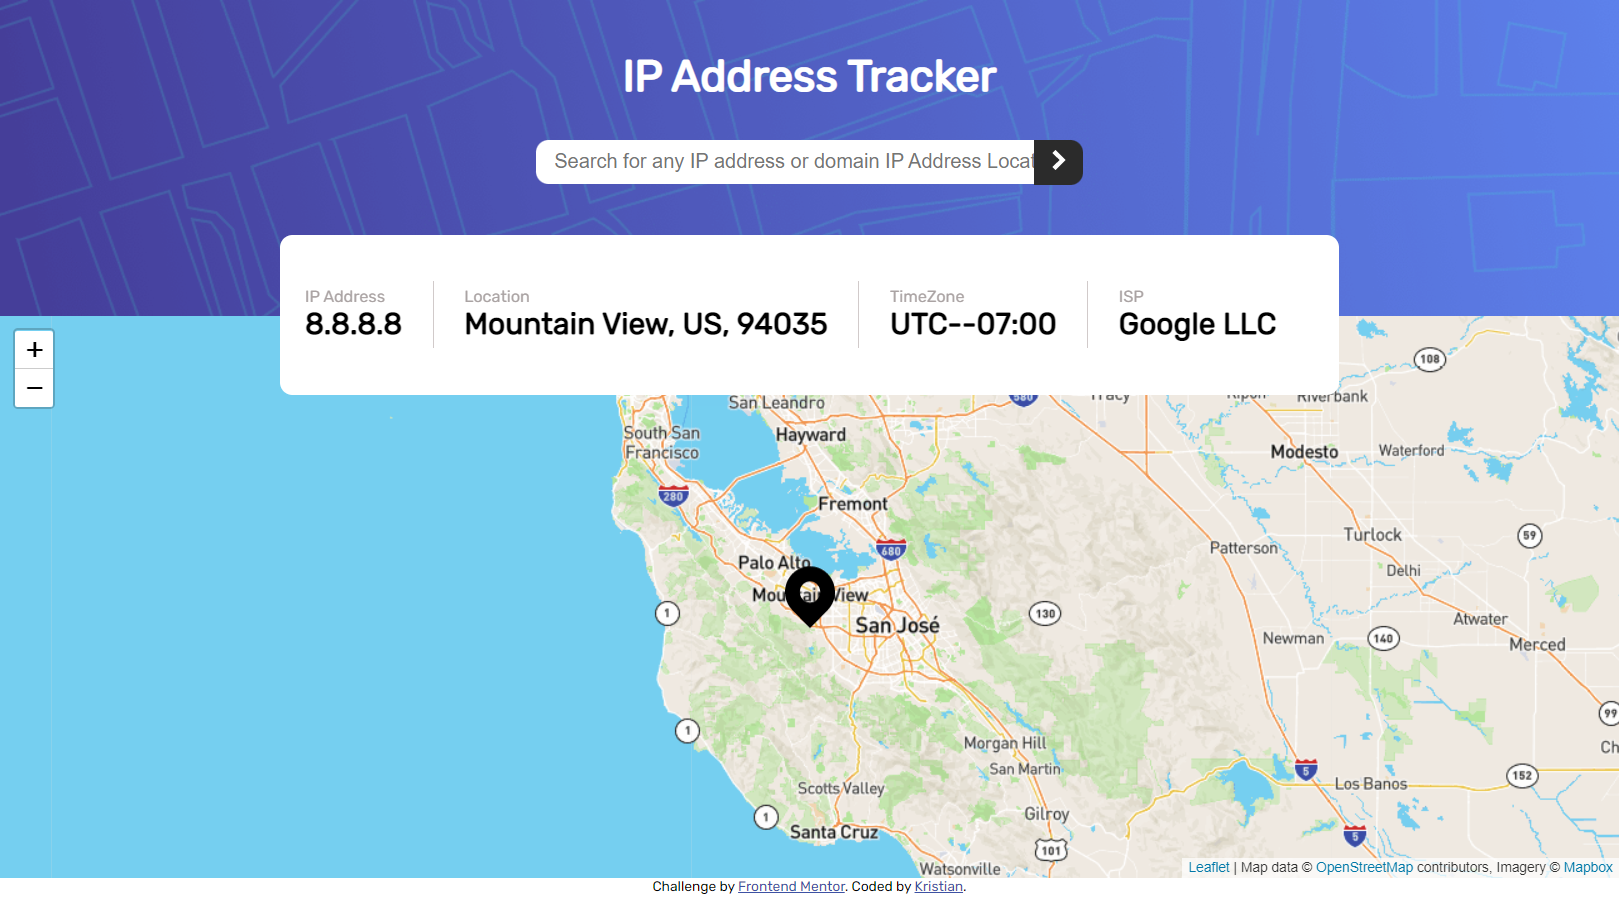 IP Address Tracker
Search for any IP address or domain IP Address Locat
IP Address
8.8.8.8
Location
Mountain View, US, 94035
TimeZone
UTC--07:00
ISP
Google LLC
+
−
108
San Leandro
580
Tracy
Ripon
Riverbank
South San
Francisco
Hayward
Modesto
Waterford
280
Fremont
680
Turlock
59
Patterson
Palo Alto
Delhi
Mountain View
1
130
San José
Atwater
Newman
140
Merced
99
1
Morgan Hill
Ch
San Martin
5
152
Scotts Valley
Los Banos
1
Gilroy
Santa Cruz
5
101
Watsonville
Leaflet | Map data © OpenStreetMap contributors, Imagery © Mapbox
Challenge by Frontend Mentor. Coded by Kristian.